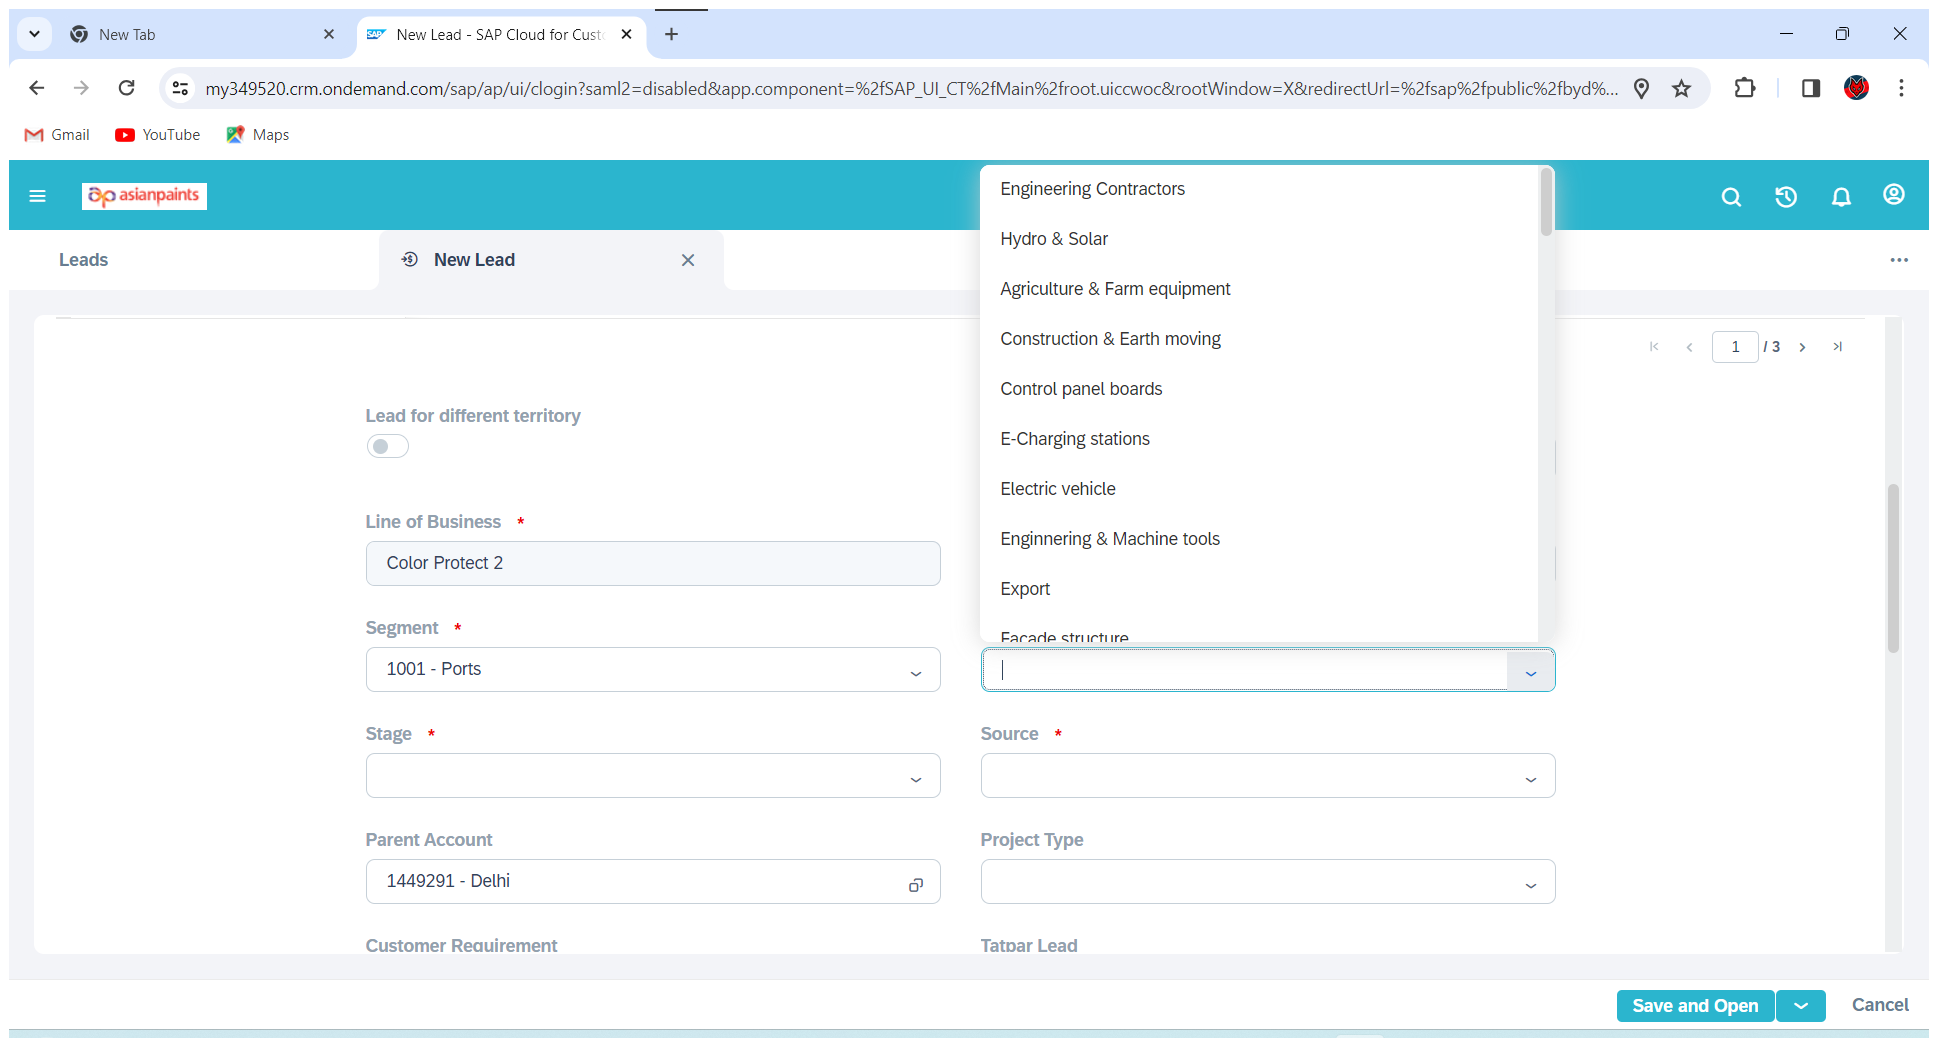 New Tab
New Lead - SAP Cloud for Custo
my349520.crm.ondemand.com/sap/ap/ui/clogin?saml2=disabled&app.component=%2fSAP_UI_CT%2fMain%2froot.uiccwoc&rootWindow=X&redirectUrl=%2fsap%2fpublic%2fbyd%...
Gmail
YouTube
Maps
ap asianpaints
Leads
New Lead
Engineering Contractors
Hydro & Solar
Agriculture & Farm equipment
Construction & Earth moving
Control panel boards
E-Charging stations
Electric vehicle
Enginnering & Machine tools
Export
Facade structure
1 / 3
Lead for different territory
Line of Business *
Color Protect 2
Segment *
1001 - Ports
Stage *
Source *
Parent Account
1449291 - Delhi
Project Type
Customer Requirement
Tatpar Lead
Save and Open
Cancel